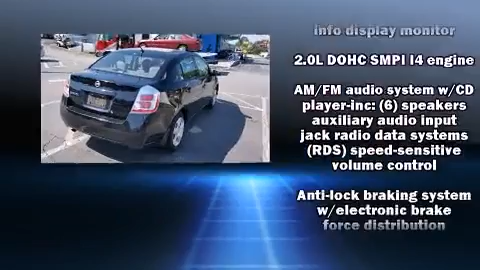 info display monitor
2.0L DOHC SMPI I4 engine
AM/FM audio system w/CD
player-inc: (6) speakers
auxiliary audio input
jack radio data systems
(RDS) speed-sensitive
volume control
Anti-lock braking system
w/electronic brake
force distribution